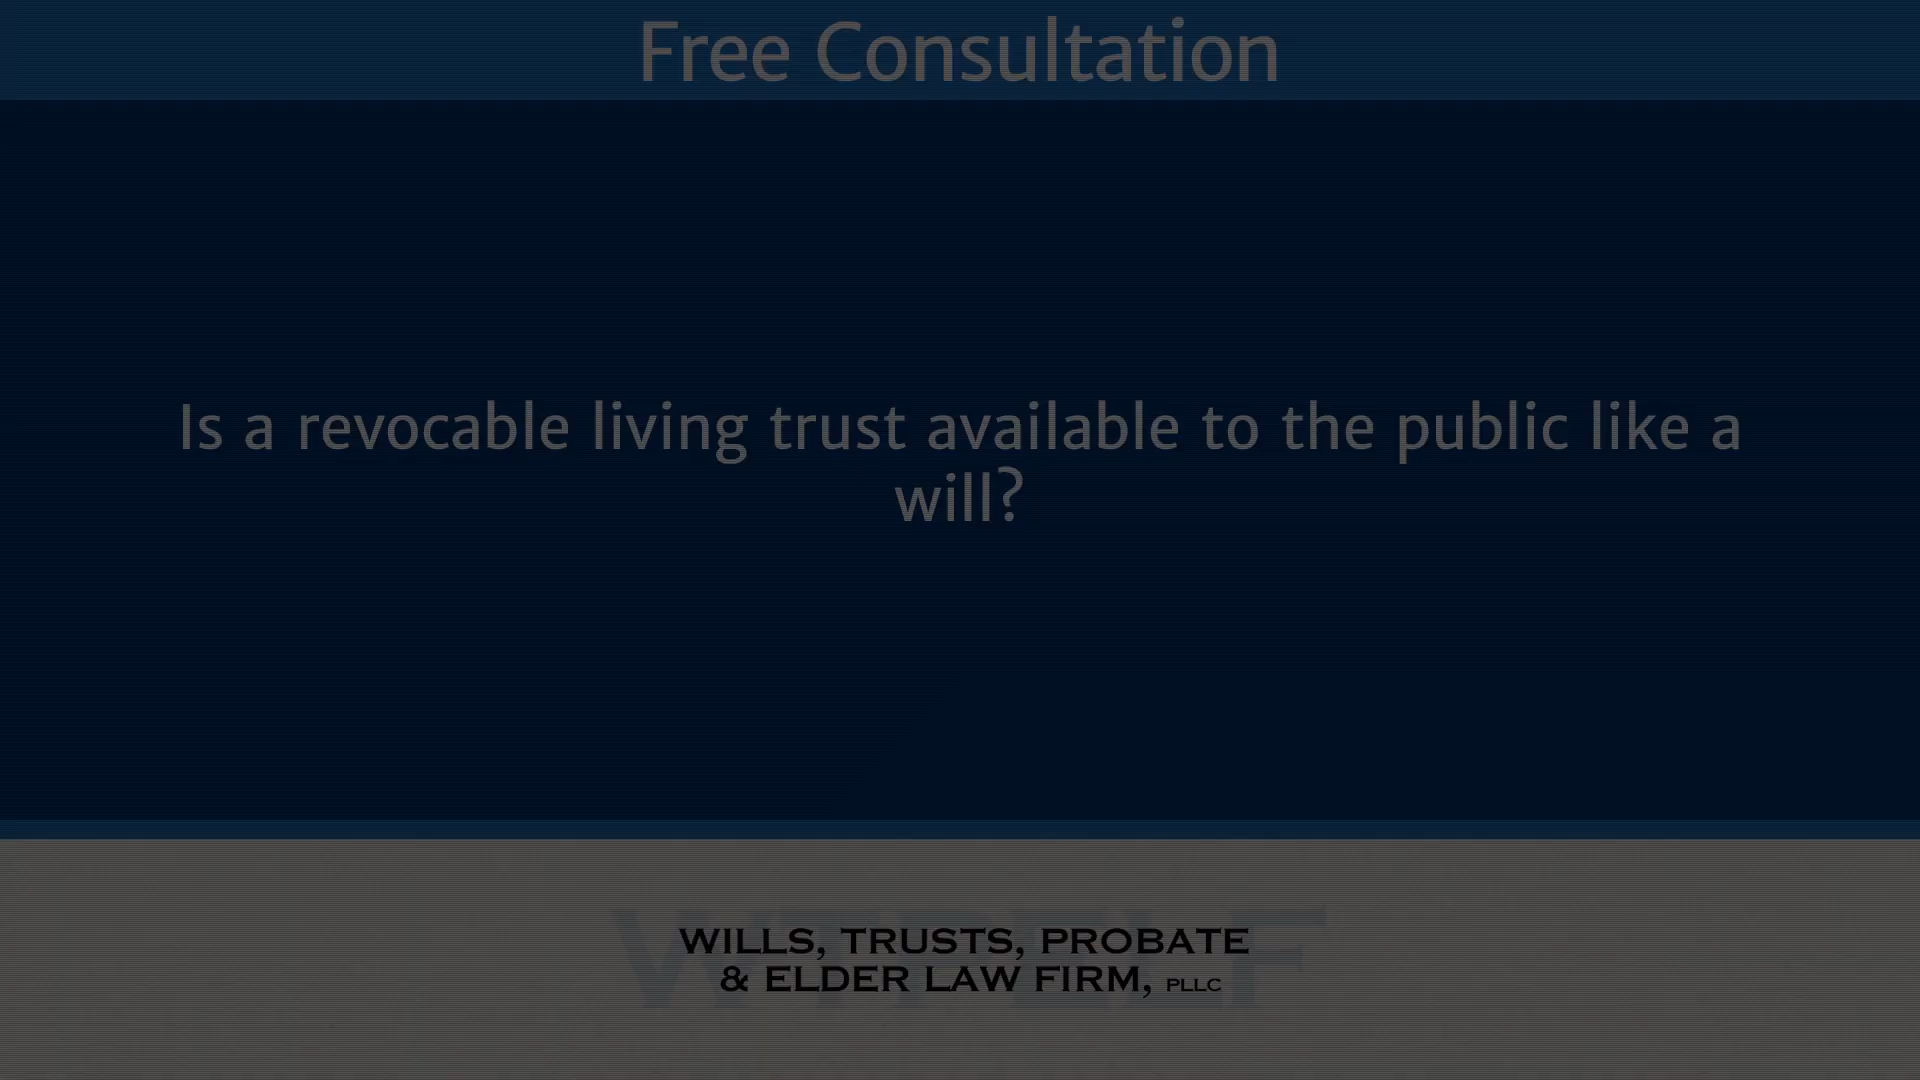 Free Consultation
Is a revocable living trust available to the public like a
will?
WTPELF
WILLS, TRUSTS, PROBATE
& ELDER LAW FIRM, PLLC